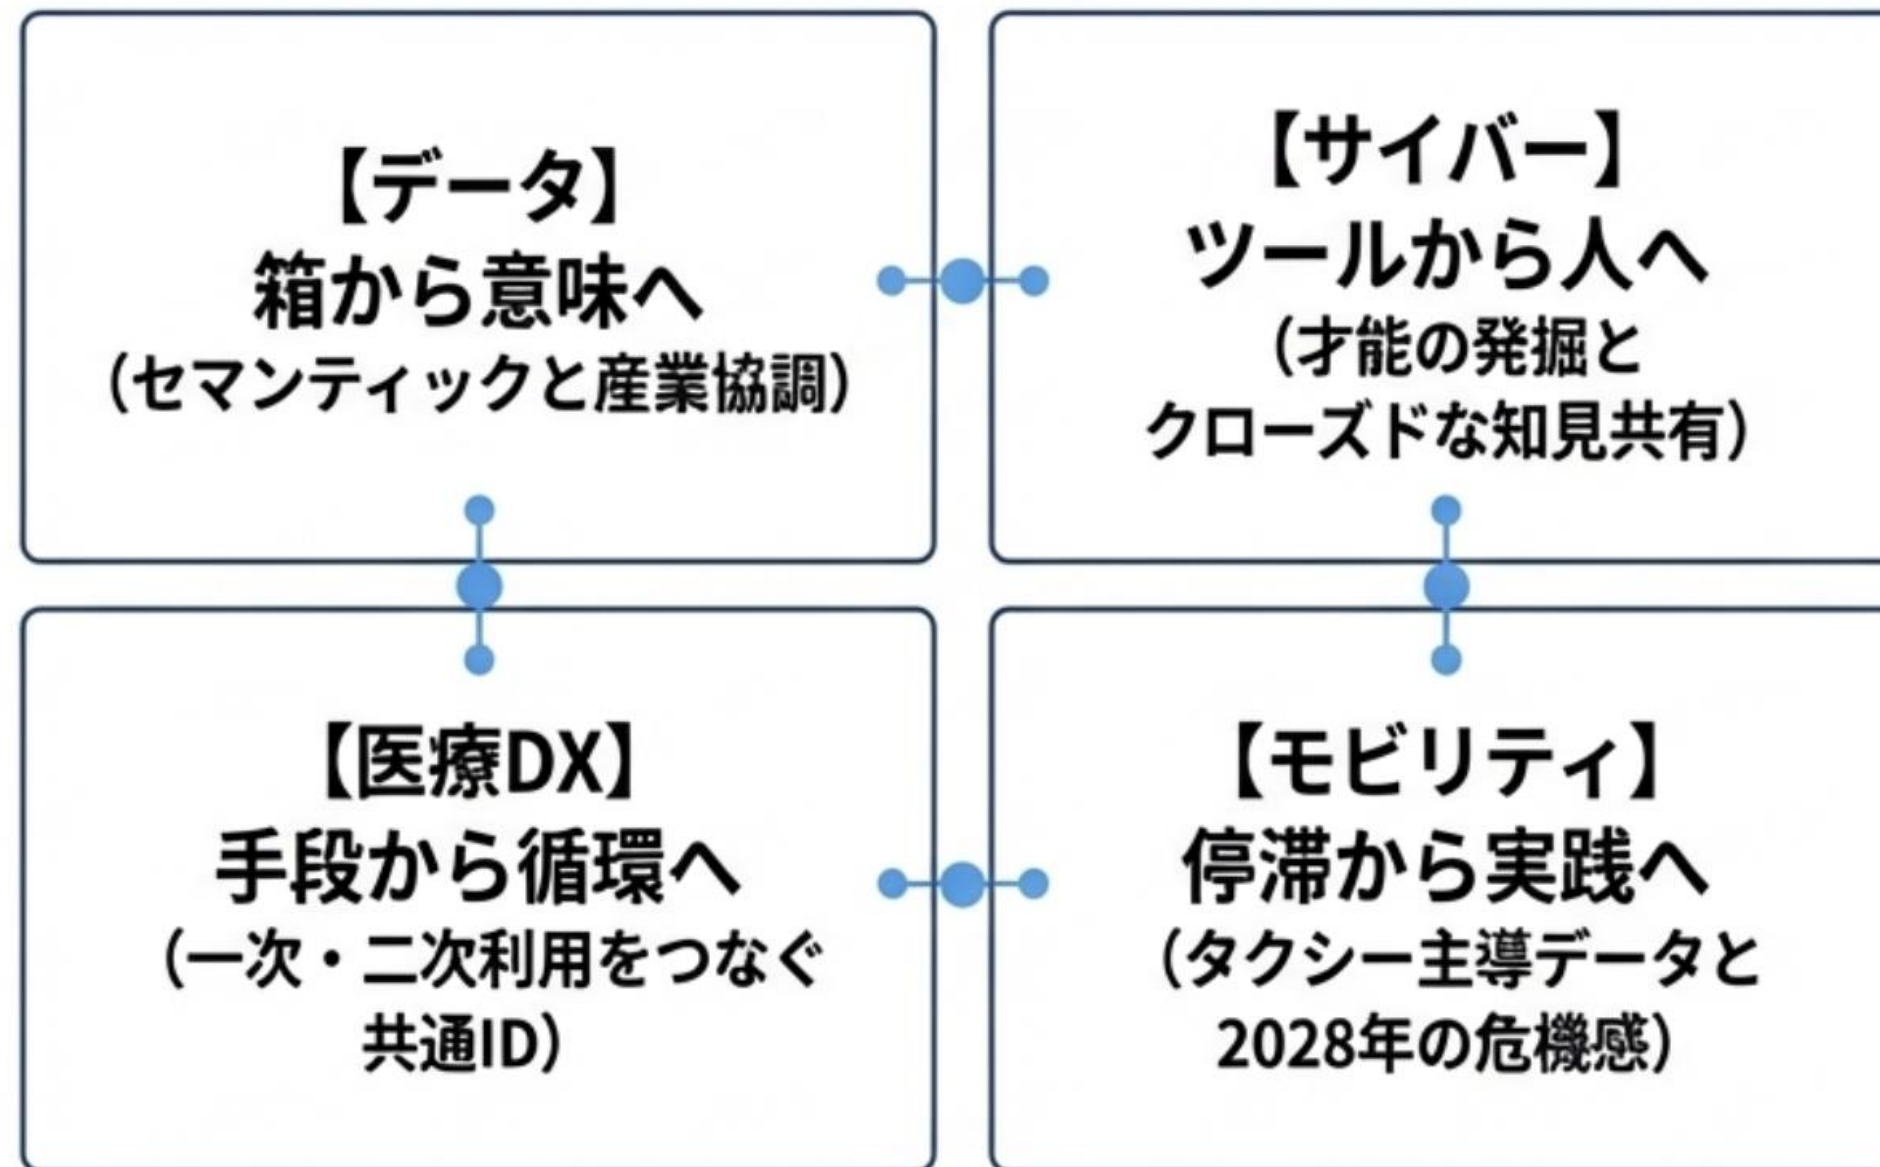 【データ】
箱から意味へ
（セマンティックと産業協調）
【サイバー】
ツールから人へ
（才能の発掘と
クローズドな知見共有）
【医療DX】
手段から循環へ
（一次・二次利用をつなぐ
共通ID）
【モビリティ】
停滞から実践へ
（タクシー主導データと
2028年の危機感）